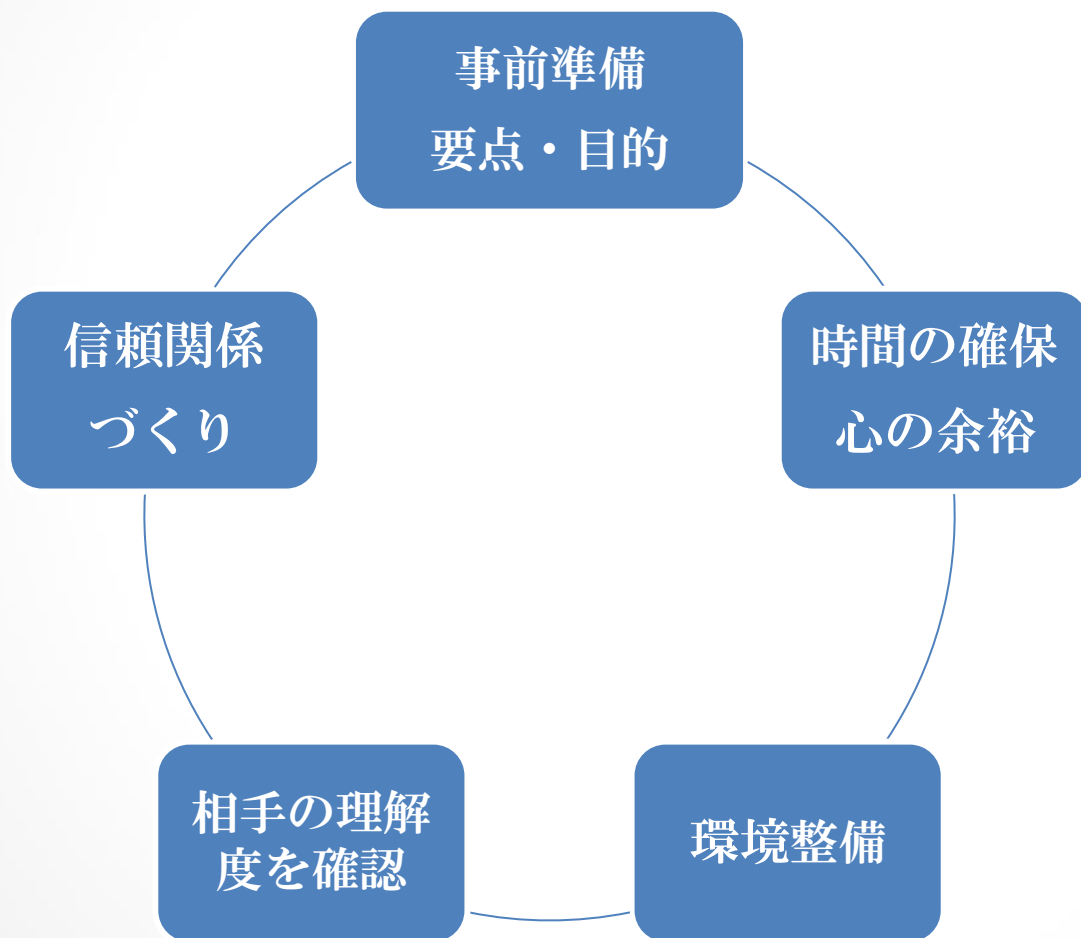 事前準備
要点・目的
時間の確保
心の余裕
環境整備
相手の理解
度を確認
信頼関係
づくり